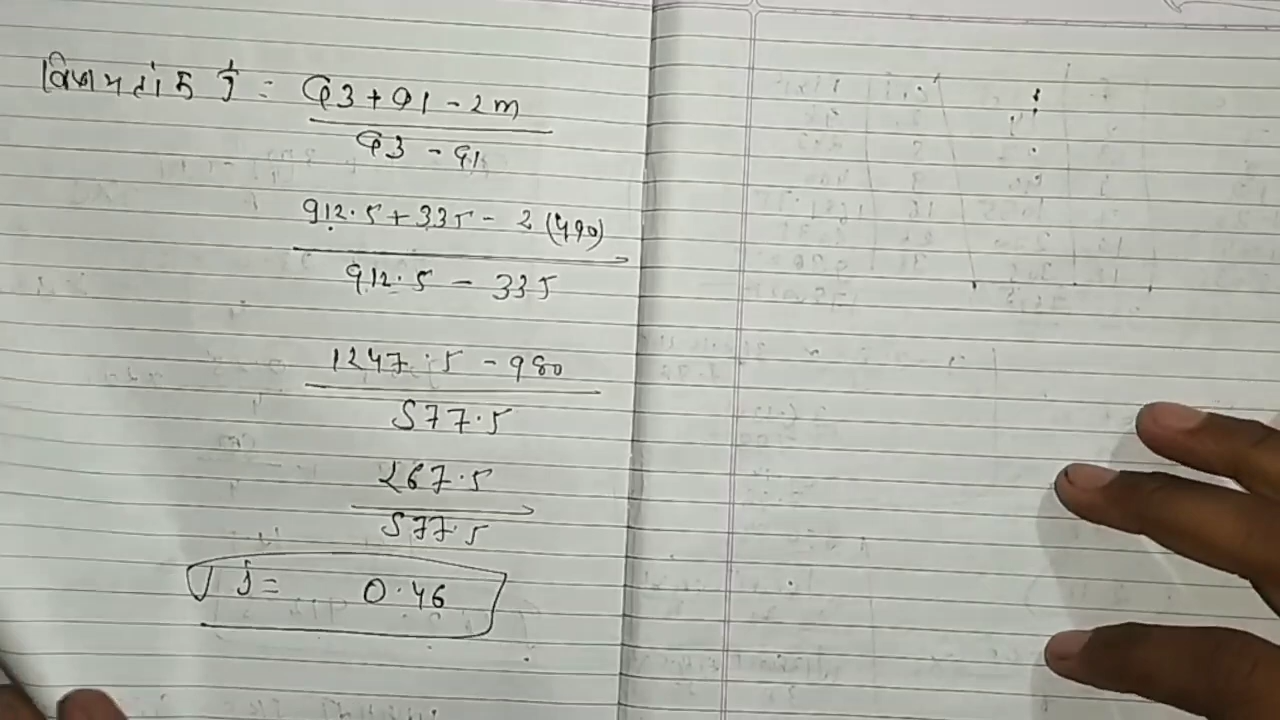 j = Q3 + Q1 - 2m
Q3 - Q1
912.5 + 335 - 2 (490)
912.5 - 335
1247.5 - 980
577.5
267.5
577.5
j = 0.46